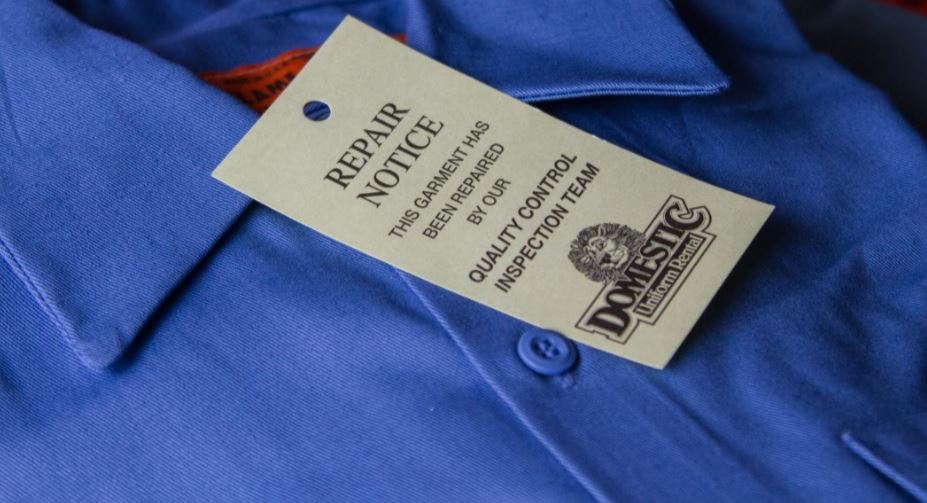 REPAIR
NOTICE
THIS GARMENT HAS
BEEN REPAIRED
BY OUR
QUALITY CONTROL
INSPECTION TEAM
DOMESTIC
Uniform Rental